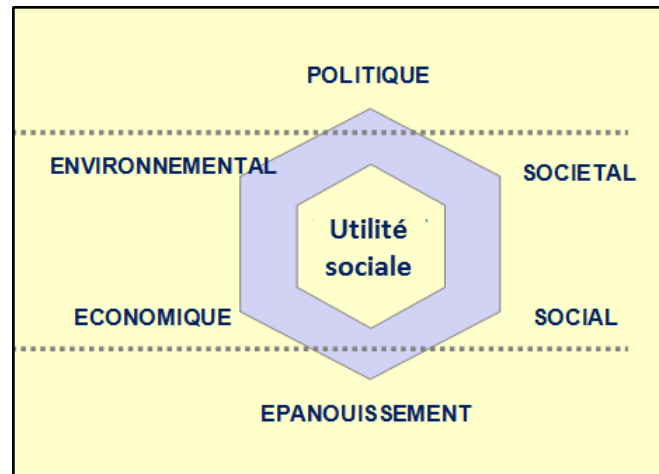 POLITIQUE
ENVIRONNEMENTAL
SOCIETAL
Utilité
sociale
ECONOMIQUE
SOCIAL
EPANOUISSEMENT